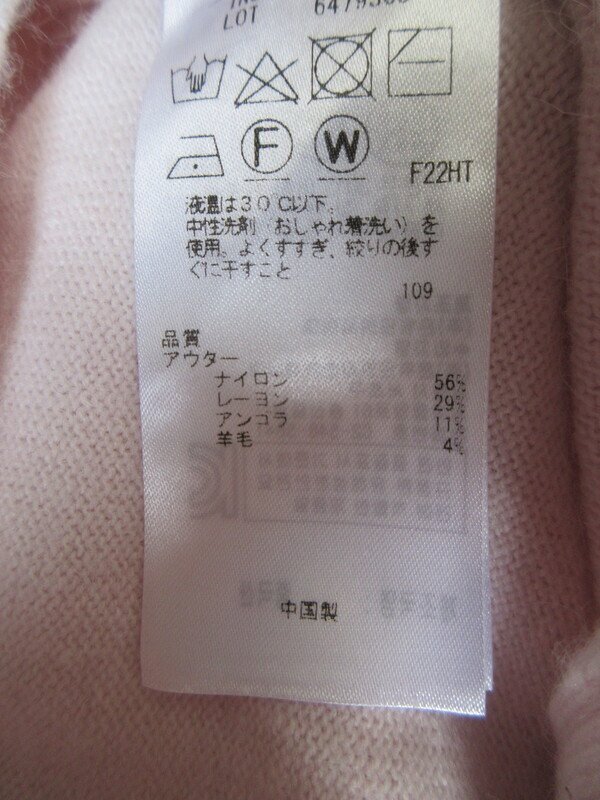 LOT
F
W
F22HT
液温は30℃以下、
中性洗剤（おしゃれ着洗い）を
使用。よくすすぎ、絞りの後す
ぐに干すこと
109
品質
アウター
ナイロン 56%
レーヨン 29%
アンゴラ 11%
羊毛 4%
中国製